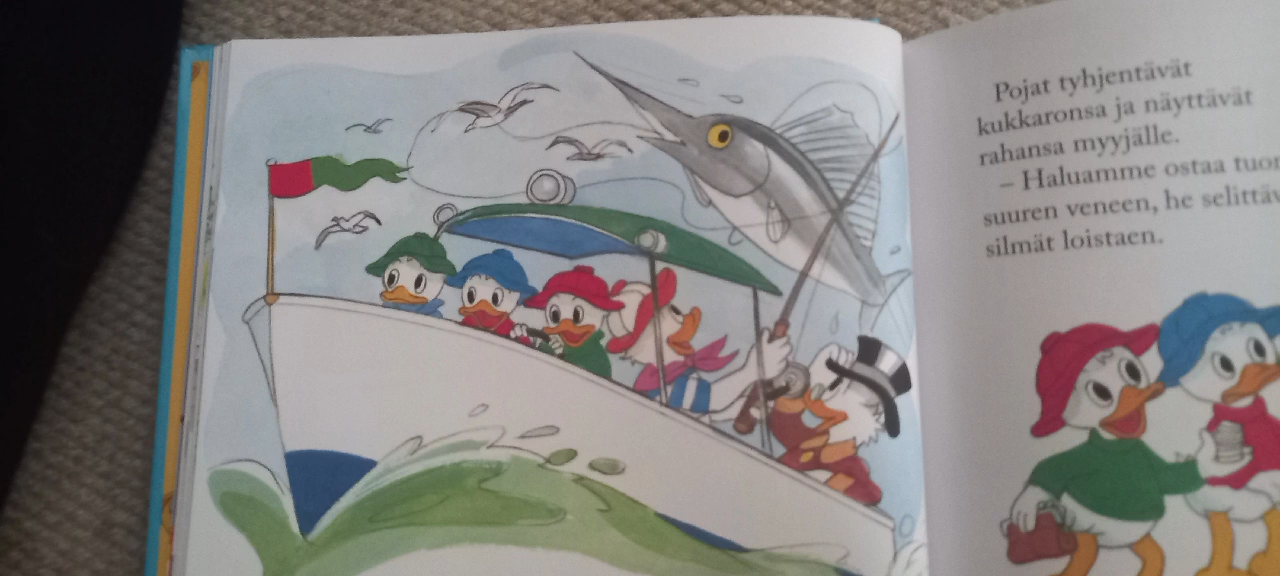 Pojat tyhjentävät
kukkaronsa ja näyttävät
rahansa myyjälle.
– Haluamme ostaa
suuren veneen, he
silmät loistaen.